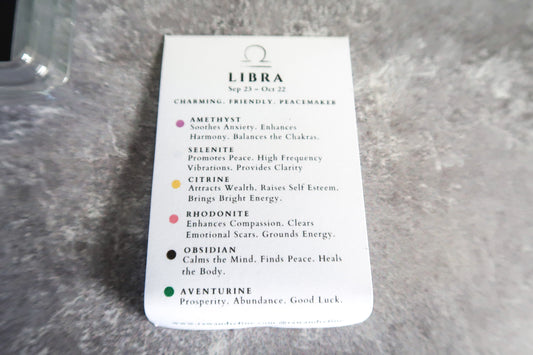 LIBRA
Sep 23 – Oct 22
CHARMING. FRIENDLY. PEACEMAKER
AMETHYST
Soothes Anxiety. Enhances
Harmony. Balances the Chakras.
SELENITE
Promotes Peace. High Frequency
Vibrations. Provides Clarity
CITRINE
Attracts Wealth. Raises Self Esteem.
Brings Bright Energy.
RHODONITE
Enhances Compassion. Clears
Emotional Scars. Grounds Energy.
OBSIDIAN
Calms the Mind. Finds Peace. Heals
the Body.
AVENTURINE
Prosperity. Abundance. Good Luck.